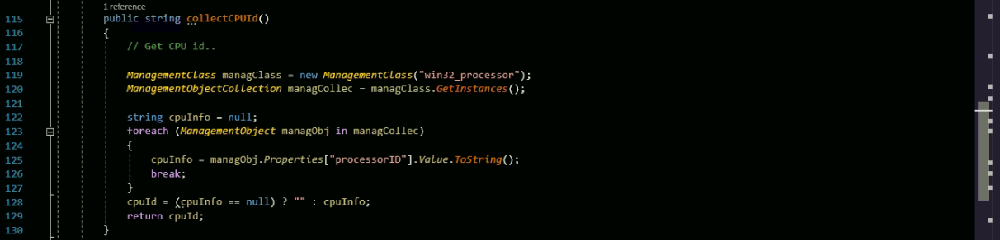 1 reference
115 public string collectCPUId()
116 {
117 // Get CPU id..
118
119 ManagementClass managClass = new ManagementClass("win32_processor");
120 ManagementObjectCollection managCollec = managClass.GetInstances();
121
122 string cpuInfo = null;
123 foreach (ManagementObject managObj in managCollec)
124 {
125 cpuInfo = managObj.Properties["processorID"].Value.ToString();
126 break;
127 }
128 cpuId = (cpuInfo == null) ? "" : cpuInfo;
129 return cpuId;
130 }